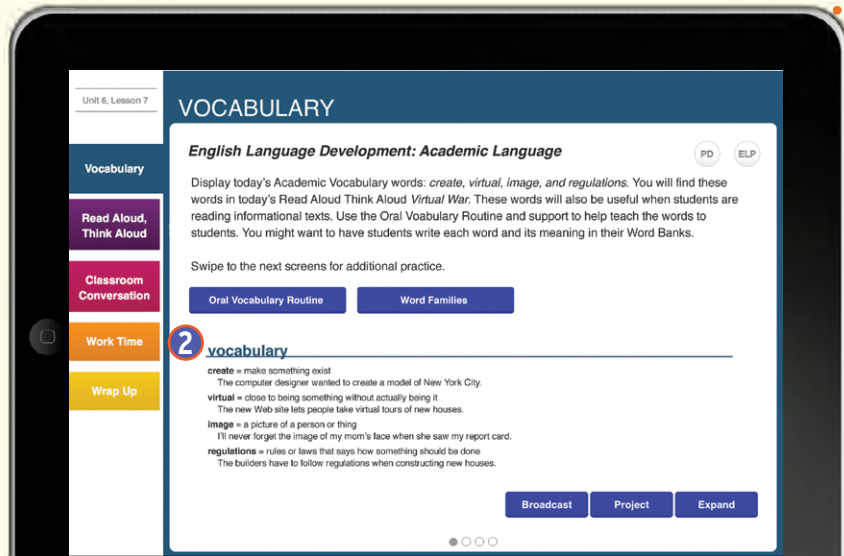 Unit 6, Lesson 7
VOCABULARY
Vocabulary
Read Aloud,
Think Aloud
Classroom
Conversation
Work Time
Wrap Up
English Language Development: Academic Language
PD
ELP
Display today's Academic Vocabulary words: create, virtual, image, and regulations. You will find these
words in today's Read Aloud Think Aloud Virtual War. These words will also be useful when students are
reading informational texts. Use the Oral Voabulary Routine and support to help teach the words to
students. You might want to have students write each word and its meaning in their Word Banks.
Swipe to the next screens for additional practice.
Oral Vocabulary Routine
Word Families
2
vocabulary
create = make something exist
The computer designer wanted to create a model of New York City.
virtual = close to being something without actually being it
The new Web site lets people take virtual tours of new houses.
image = a picture of a person or thing
I'll never forget the image of my mom's face when she saw my report card.
regulations = rules or laws that says how something should be done
The builders have to follow regulations when constructing new houses.
Broadcast
Project
Expand